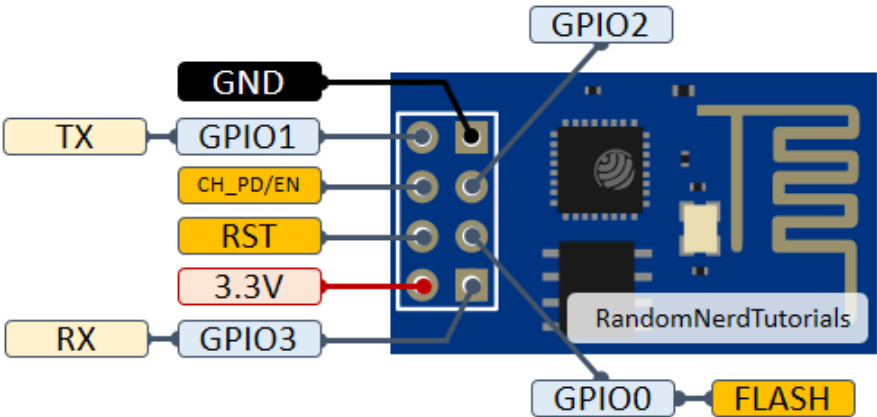 GPIO2
GND
TX GPIO1
CH_PD/EN
RST
3.3V
RandomNerdTutorials
RX GPIO3
GPIO0 FLASH